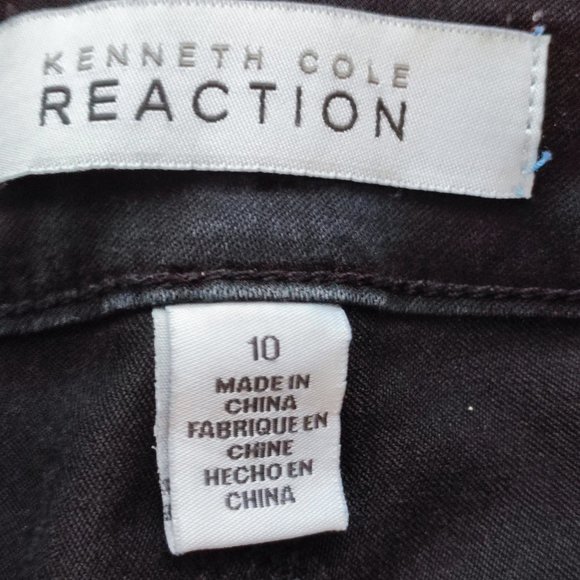 KENNETH COLE
REACTION
10
MADE IN
CHINA
FABRIQUE EN
CHINE
HECHO EN
CHINA